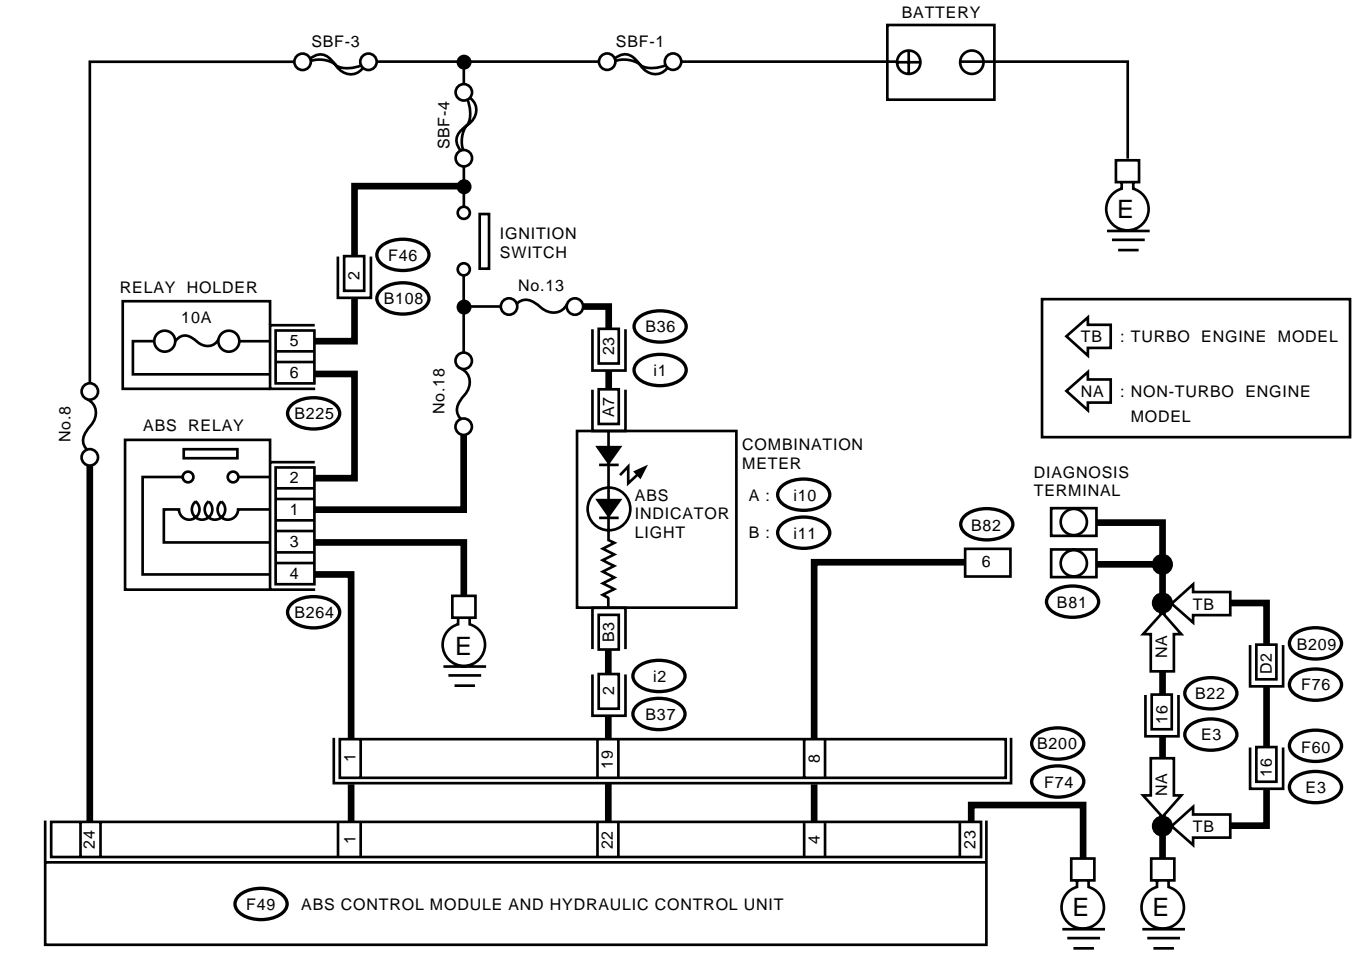 BATTERY
SBF-3
SBF-1
SBF-4
E
IGNITION
SWITCH
F46
2
B108
RELAY HOLDER
10A
5
6
B225
No.13
B36
23
i1
A7
TB : TURBO ENGINE MODEL
NA : NON-TURBO ENGINE
MODEL
No.8
No.18
ABS RELAY
2
1
3
4
B264
E
COMBINATION
METER
A : i10
B : i11
ABS
INDICATOR
LIGHT
B3
i2
2
B37
DIAGNOSIS
TERMINAL
B82
6
B81
TB
NA
B209
D2
F76
B22
16
E3
F60
16
E3
NA
TB
1
19
8
B200
F74
24
1
22
4
23
E
E
F49 ABS CONTROL MODULE AND HYDRAULIC CONTROL UNIT